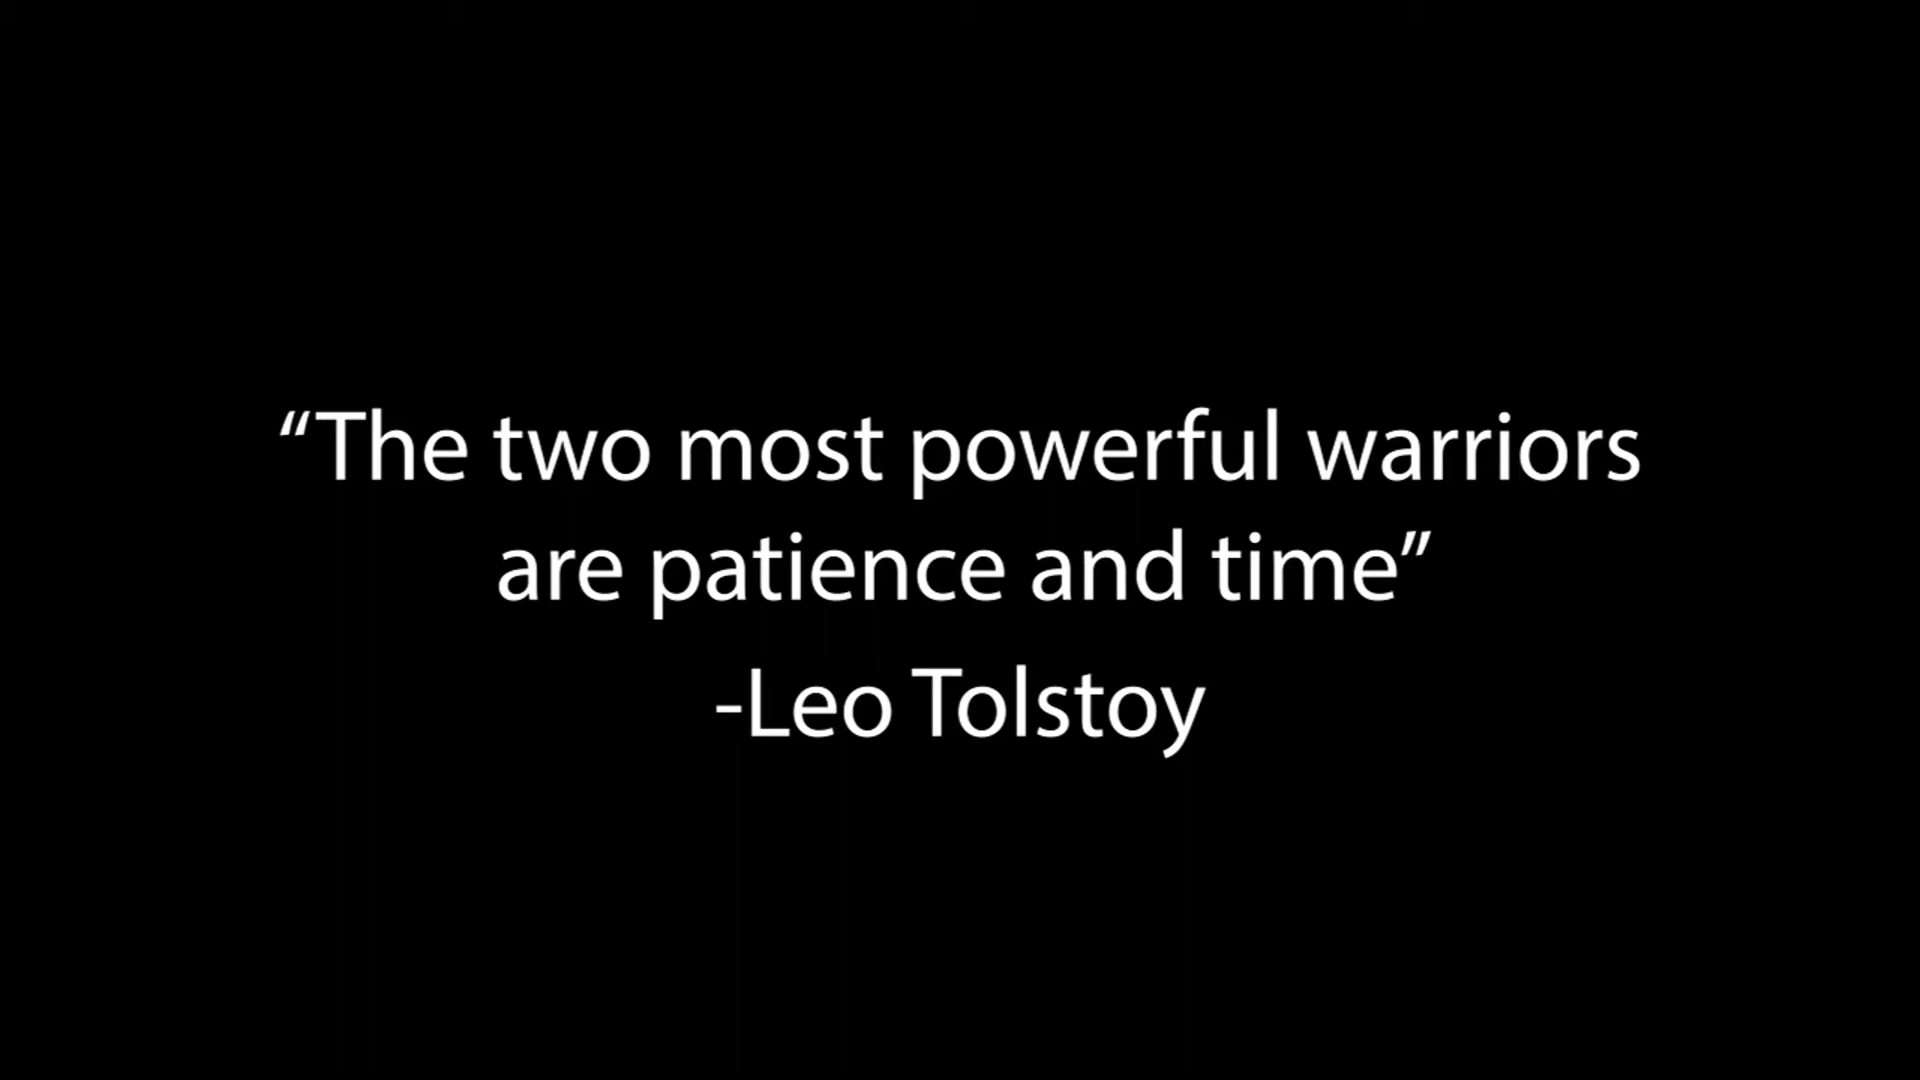 “The two most powerful warriors
are patience and time”
-Leo Tolstoy